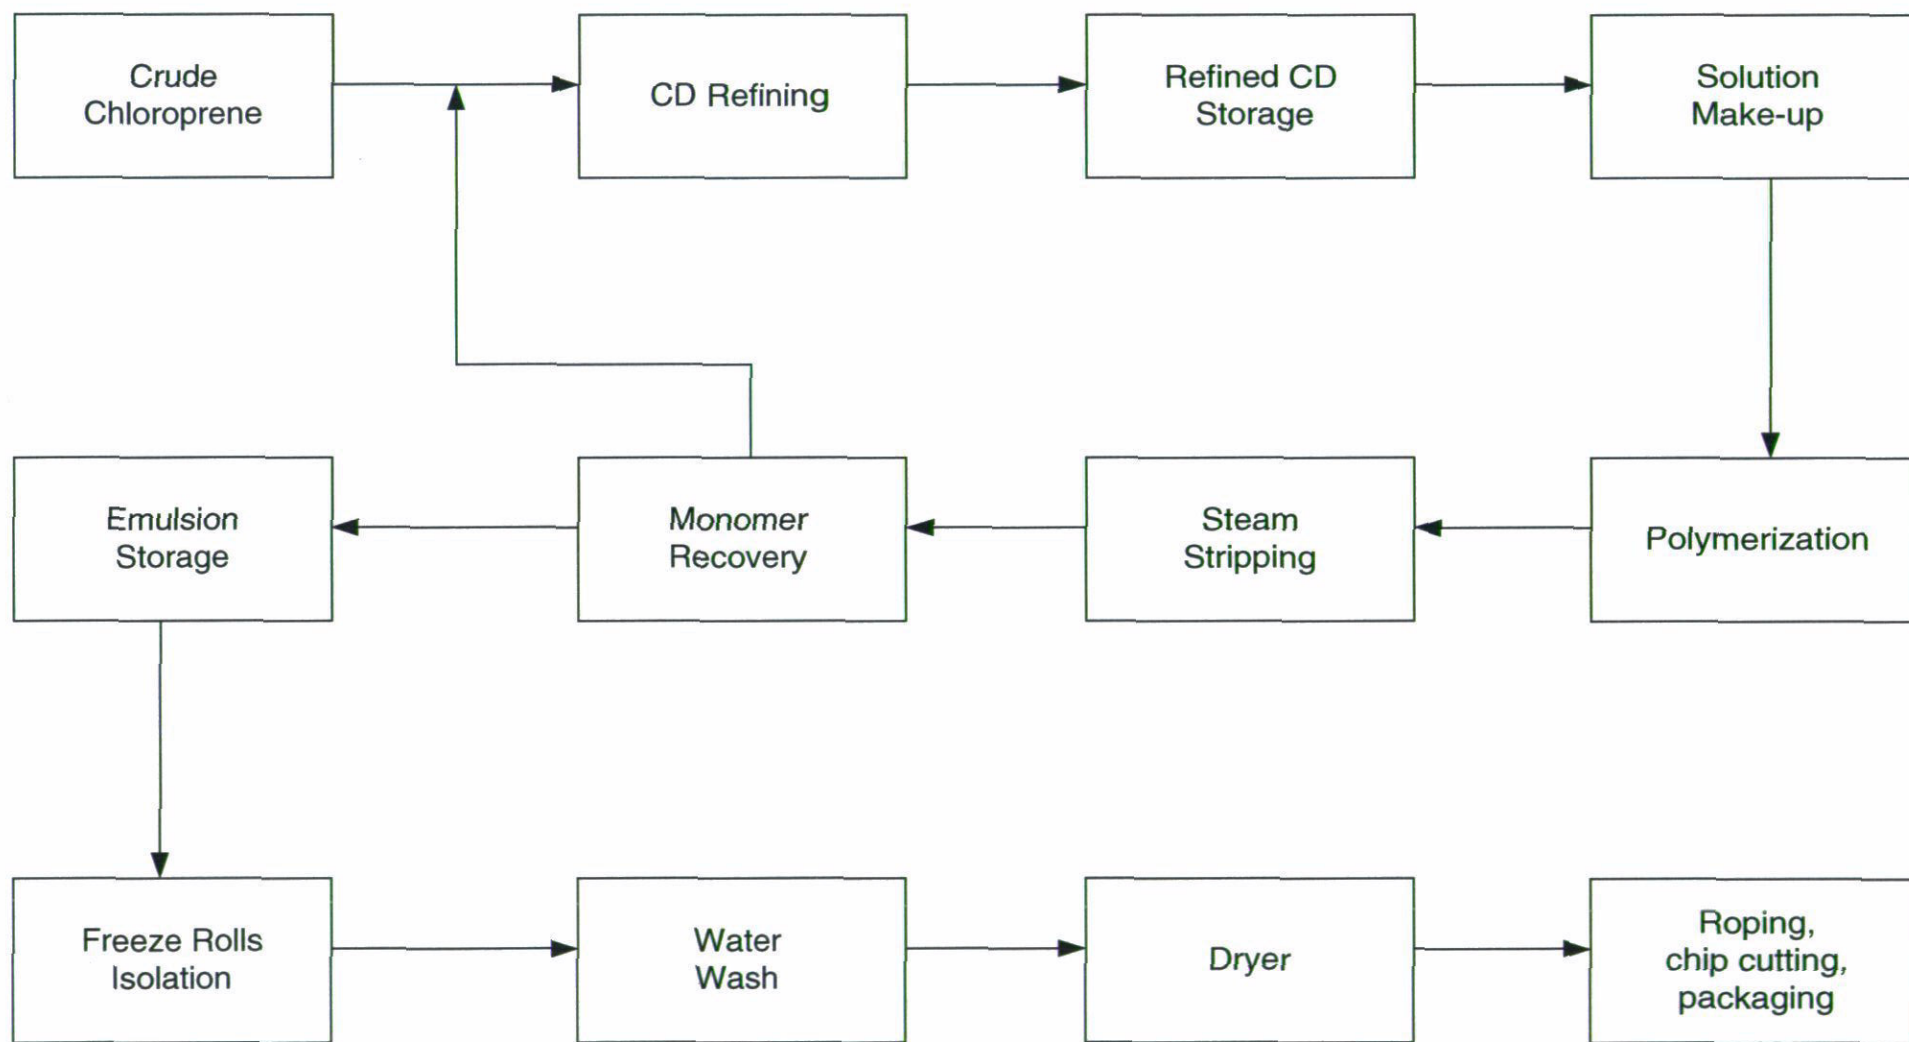 Crude
Chloroprene
CD Refining
Refined CD
Storage
Solution
Make-up
Emulsion
Storage
Monomer
Recovery
Steam
Stripping
Polymerization
Freeze Rolls
Isolation
Water
Wash
Dryer
Roping,
chip cutting,
packaging